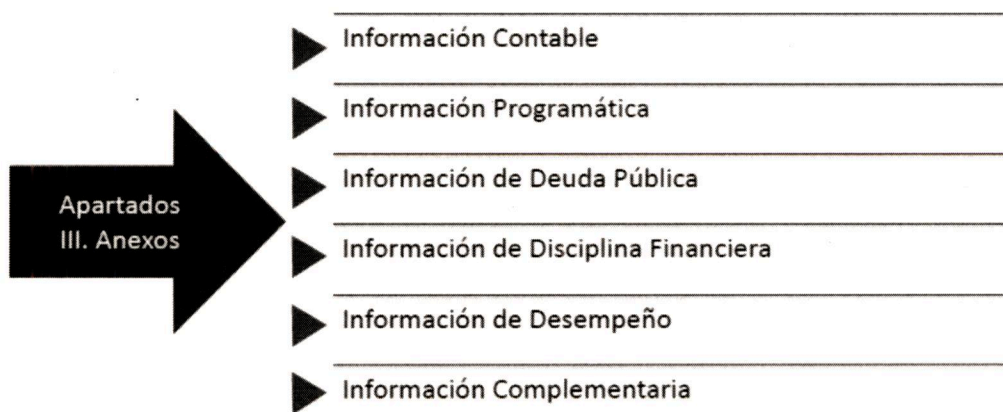 Información Contable
Información Programática
Información de Deuda Pública
Apartados
III. Anexos
Información de Disciplina Financiera
Información de Desempeño
Información Complementaria